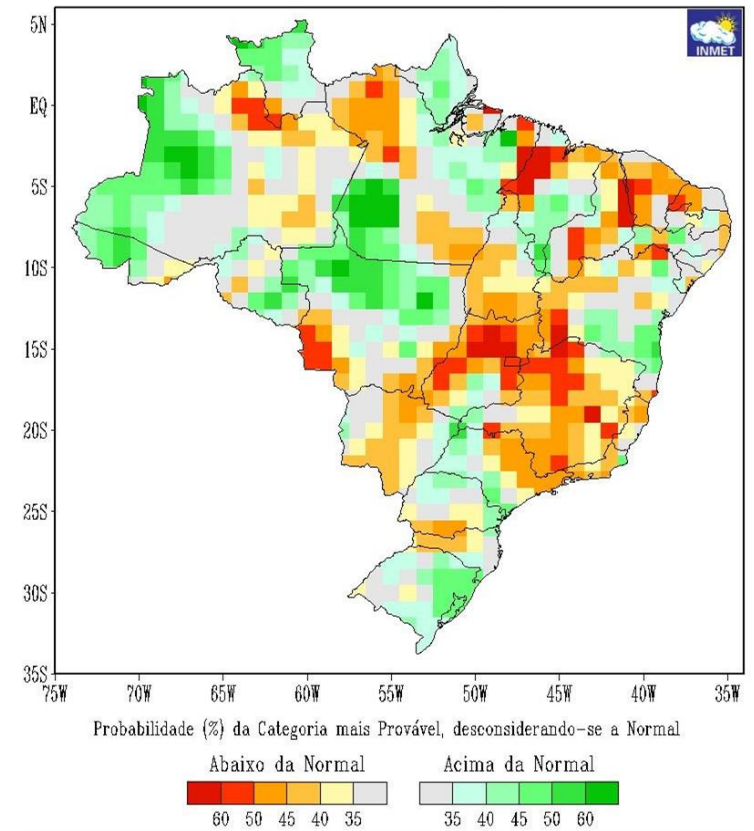 5N
INMET
EQ
5S
10S
15S
20S
25S
30S
35S
75W 70W 65W 60W 55W 50W 45W 40W 35W
Probabilidade (%) da Categoria mais Provável, desconsiderando-se a Normal
Abaixo da Normal Acima da Normal
60 50 45 40 35 35 40 45 50 60